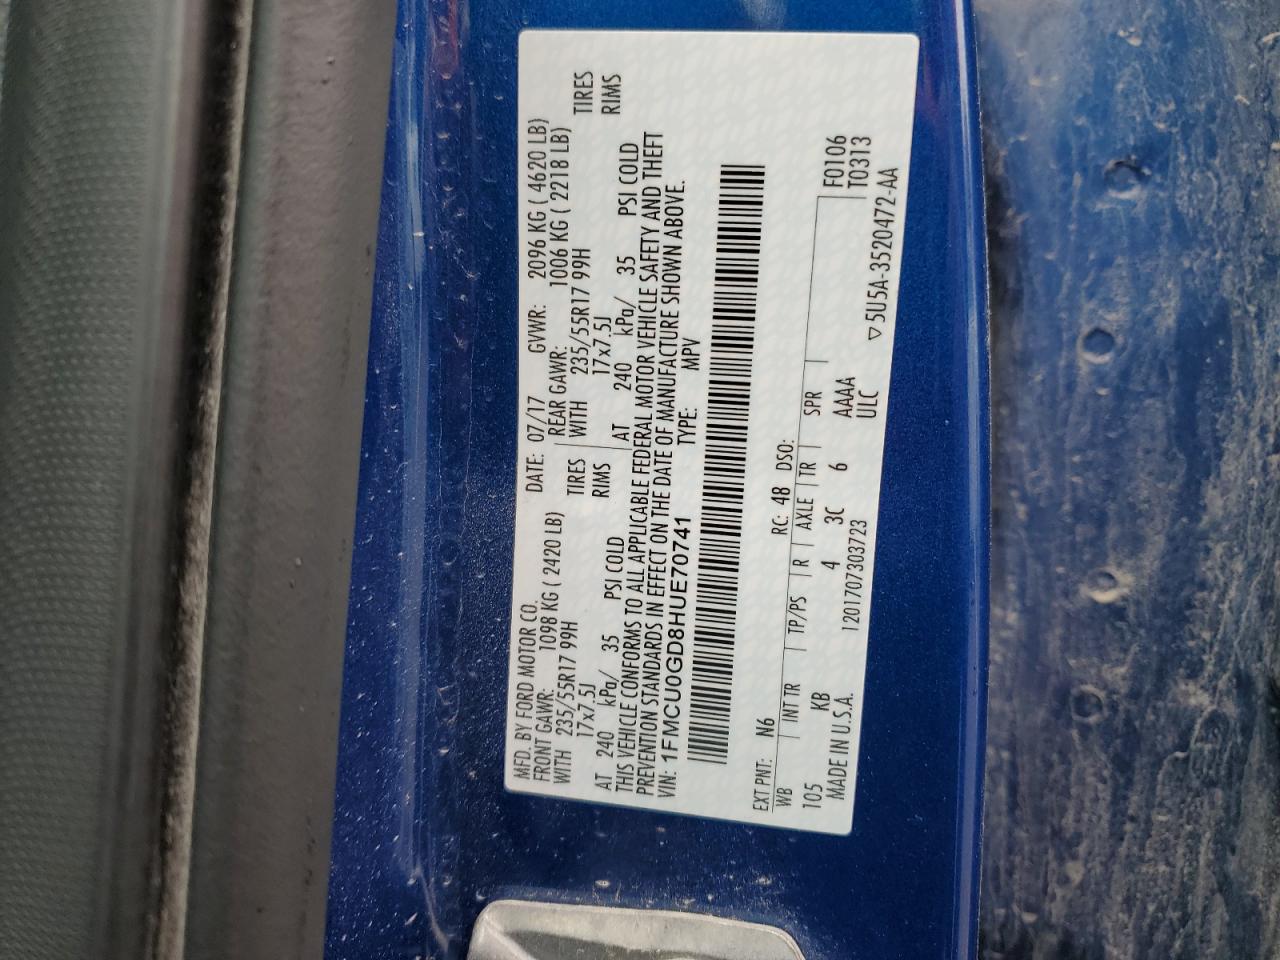 MFD. BY FORD MOTOR CO. DATE: 07/17 GVWR: 2096 KG ( 4620 LB)
FRONT GAWR: 1098 KG ( 2420 LB) REAR GAWR: 1006 KG ( 2218 LB)
WITH 235/55R17 99H TIRES WITH 235/55R17 99H TIRES
17x7.5J RIMS 17x7.5J RIMS
AT 240 kPa/ 35 PSI COLD AT 240 kPa/ 35 PSI COLD
THIS VEHICLE CONFORMS TO ALL APPLICABLE FEDERAL MOTOR VEHICLE SAFETY AND THEFT
PREVENTION STANDARDS IN EFFECT ON THE DATE OF MANUFACTURE SHOWN ABOVE.
VIN: 1FMCU0GD8HUE70741 TYPE: MPV
EXT PNT: N6 RC: 48 DSO:
WB INT TR TP/PS R AXLE TR SPR
105 KB 4 3C 6 AAAA F0106
MADE IN U.S.A. 1201707303723 ULC T0313
▽5U5A-3520472-AA